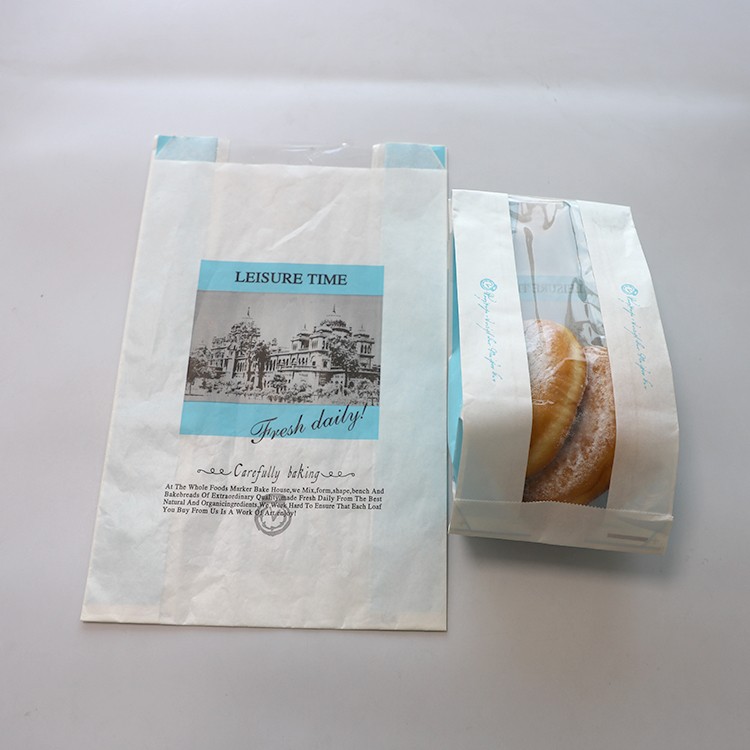 LEISURE TIME
Fresh daily!
Carefully baking
At The Whole Foods Marker Bake House,we Mix,form,shape,bench And
Bakebreads Of Extraordinary Quality,made Fresh Daily From The Best
Natural And Organicingredients.We Work Hard To Ensure That Each Loaf
You Buy From Us Is A Work Of Art,enjoy!
LEISURE